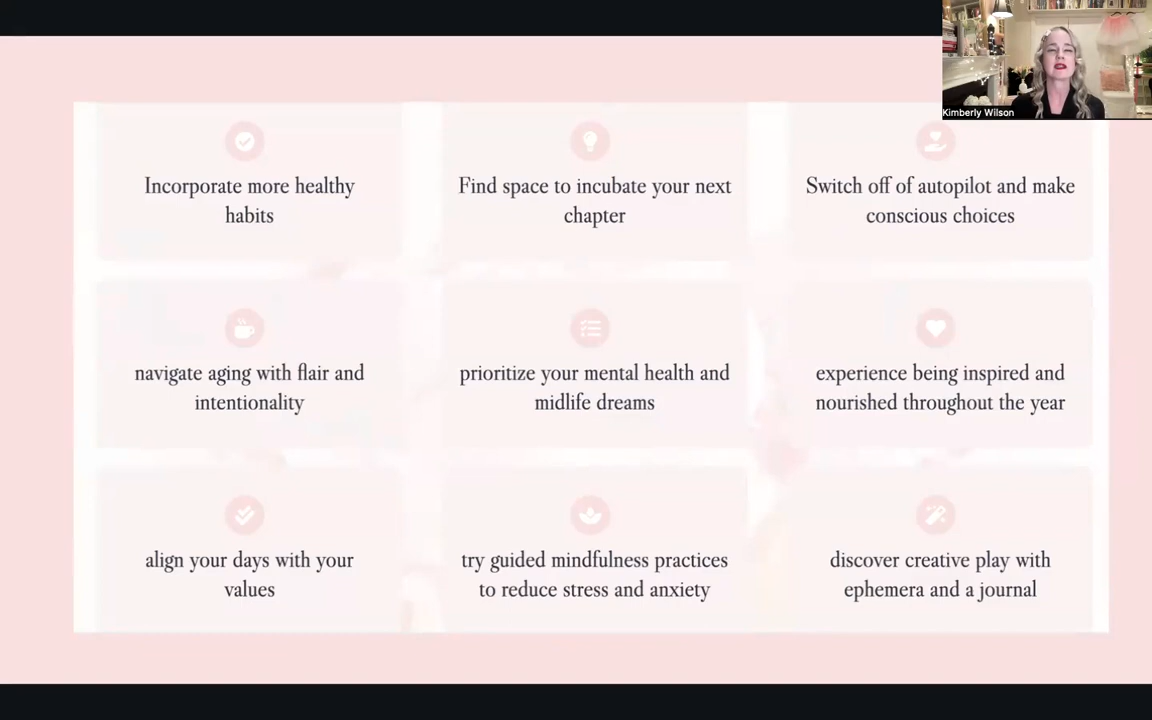 Kimberly Wilson
Incorporate more healthy
habits
Find space to incubate your next
chapter
Switch off of autopilot and make
conscious choices
navigate aging with flair and
intentionality
prioritize your mental health and
midlife dreams
experience being inspired and
nourished throughout the year
align your days with your
values
try guided mindfulness practices
to reduce stress and anxiety
discover creative play with
ephemera and a journal